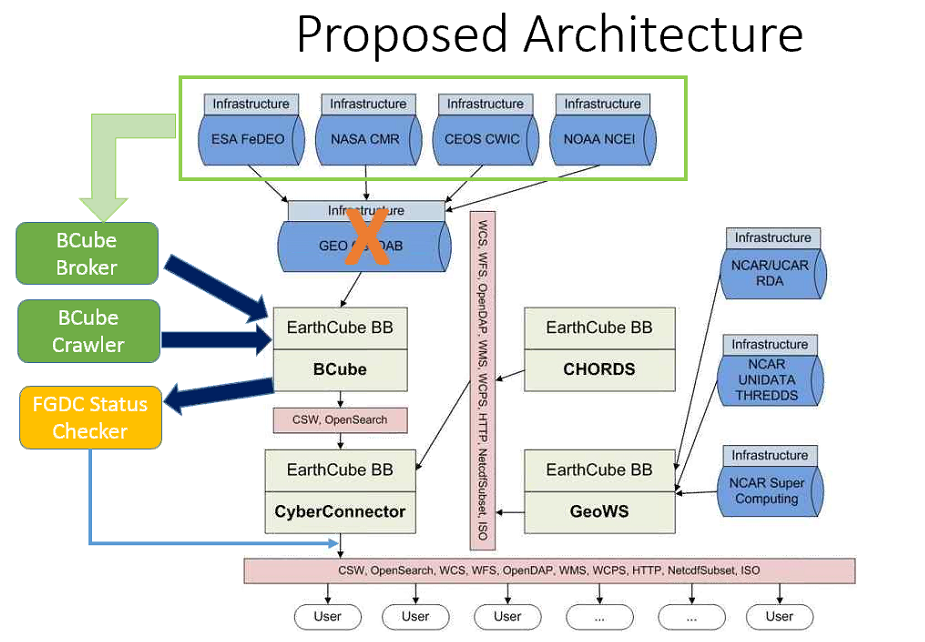 Proposed Architecture
Infrastructure
ESA FeDEO
Infrastructure
NASA CMR
Infrastructure
CEOS CWIC
Infrastructure
NOAA NCEI
Infrastructure
GEO
DAB
BCube
Broker
BCube
Crawler
FGDC Status
Checker
EarthCube BB
BCube
CSW, OpenSearch
EarthCube BB
CyberConnector
WCS, WFS, OpenDAP, WMS, WCPS, HTTP, NetcdfSubset, ISO
EarthCube BB
CHORDS
EarthCube BB
GeoWS
Infrastructure
NCAR/UCAR
RDA
Infrastructure
NCAR
UNIDATA
THREDDS
Infrastructure
NCAR Super
Computing
CSW, OpenSearch, WCS, WFS, OpenDAP, WMS, WCPS, HTTP, NetcdfSubset, ISO
User
User
User
...
...
User